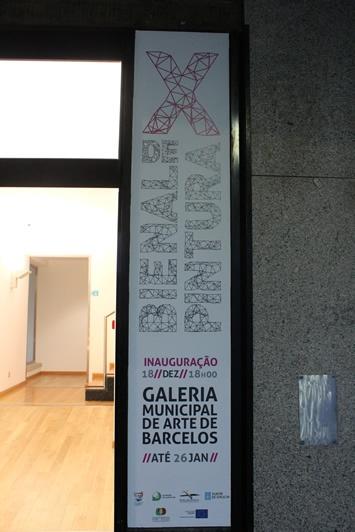 X BIENAL DE
PINTURA
INAUGURAÇÃO
18//DEZ//18H00
GALERIA
MUNICIPAL
DE ARTE DE
BARCELOS
//ATÉ 26JAN//